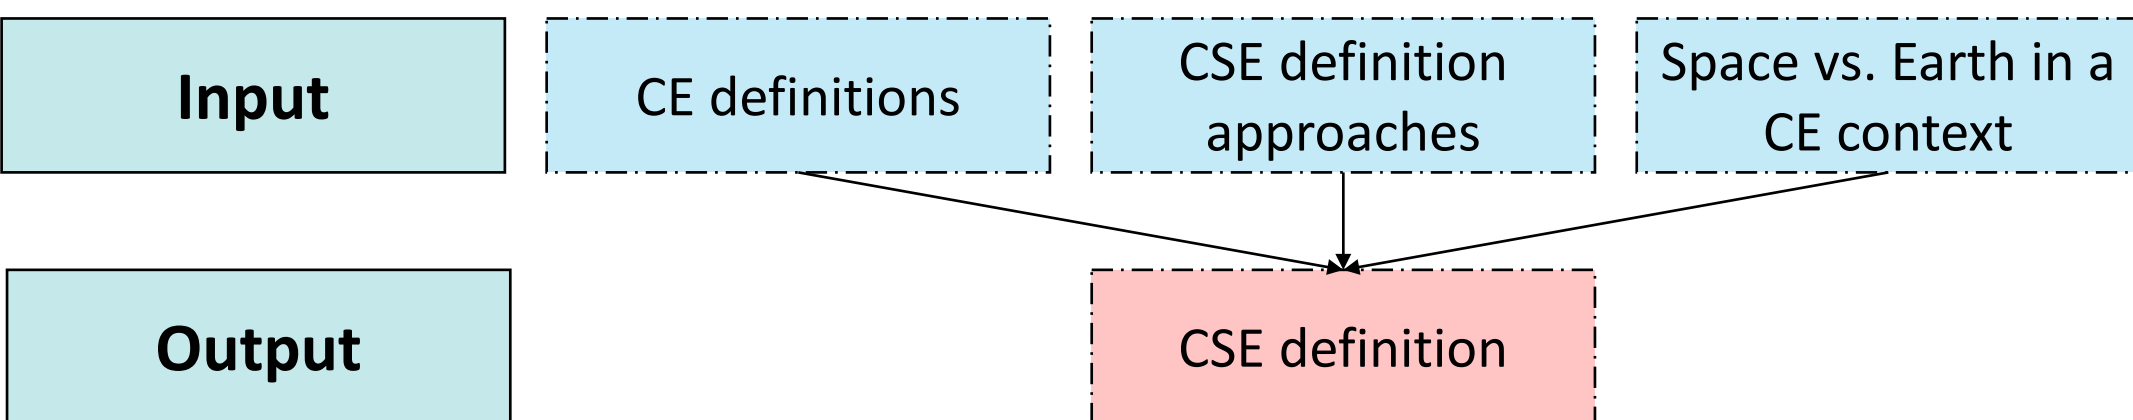 Input
CE definitions
CSE definition
approaches
Space vs. Earth in a
CE context
Output
CSE definition